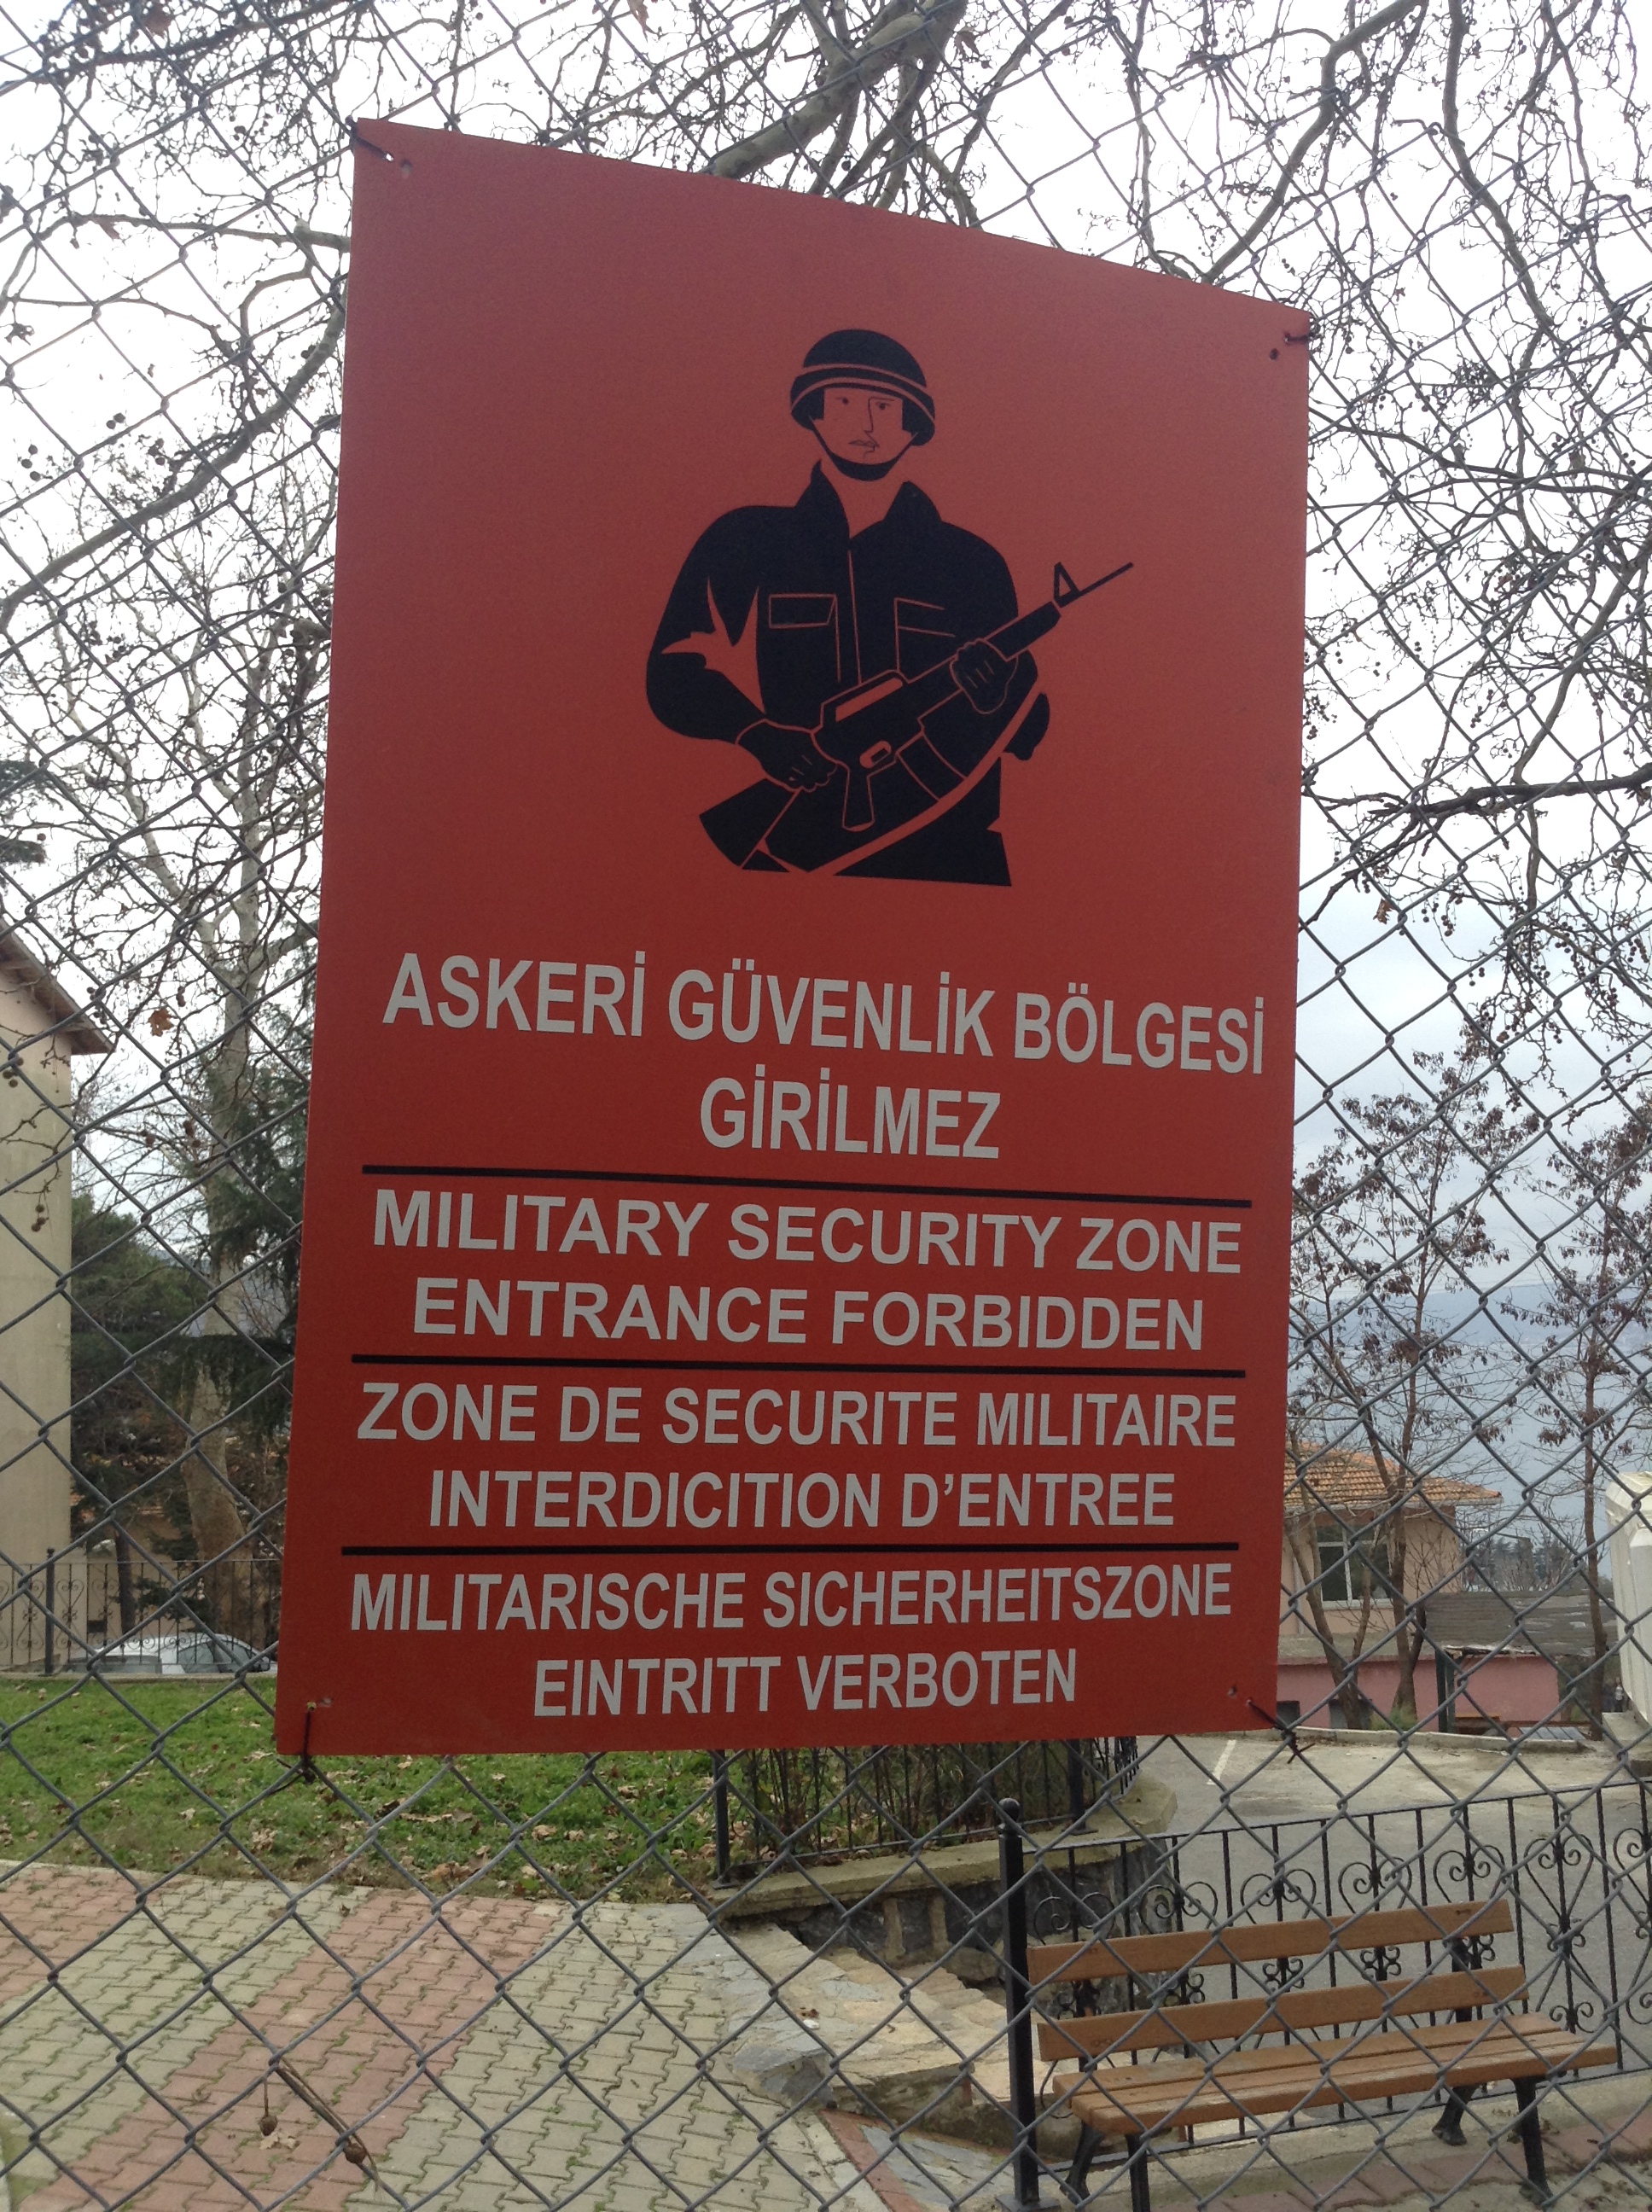 ASKERİ GÜVENLİK BÖLGESİ
GİRİLMEZ
MILITARY SECURITY ZONE
ENTRANCE FORBIDDEN
ZONE DE SECURITE MILITAIRE
INTERDICITION D'ENTREE
MILITARISCHE SICHERHEITSZONE
EINTRITT VERBOTEN